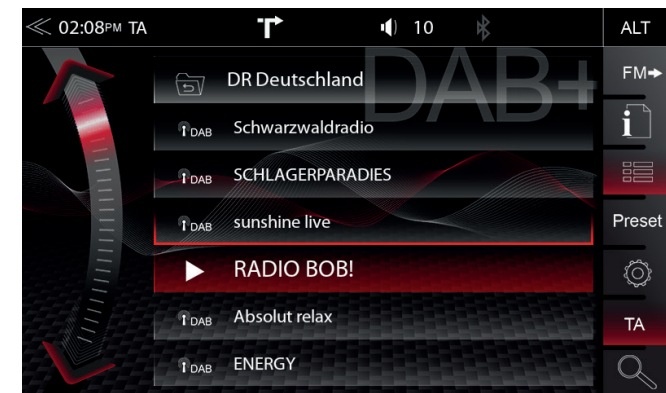 02:08PM TA 10 ALT
DAB+
DR Deutschland
FM
DAB Schwarzwaldradio
i
DAB SCHLAGERPARADIES
DAB sunshine live
Preset
RADIO BOB!
DAB Absolut relax
TA
DAB ENERGY